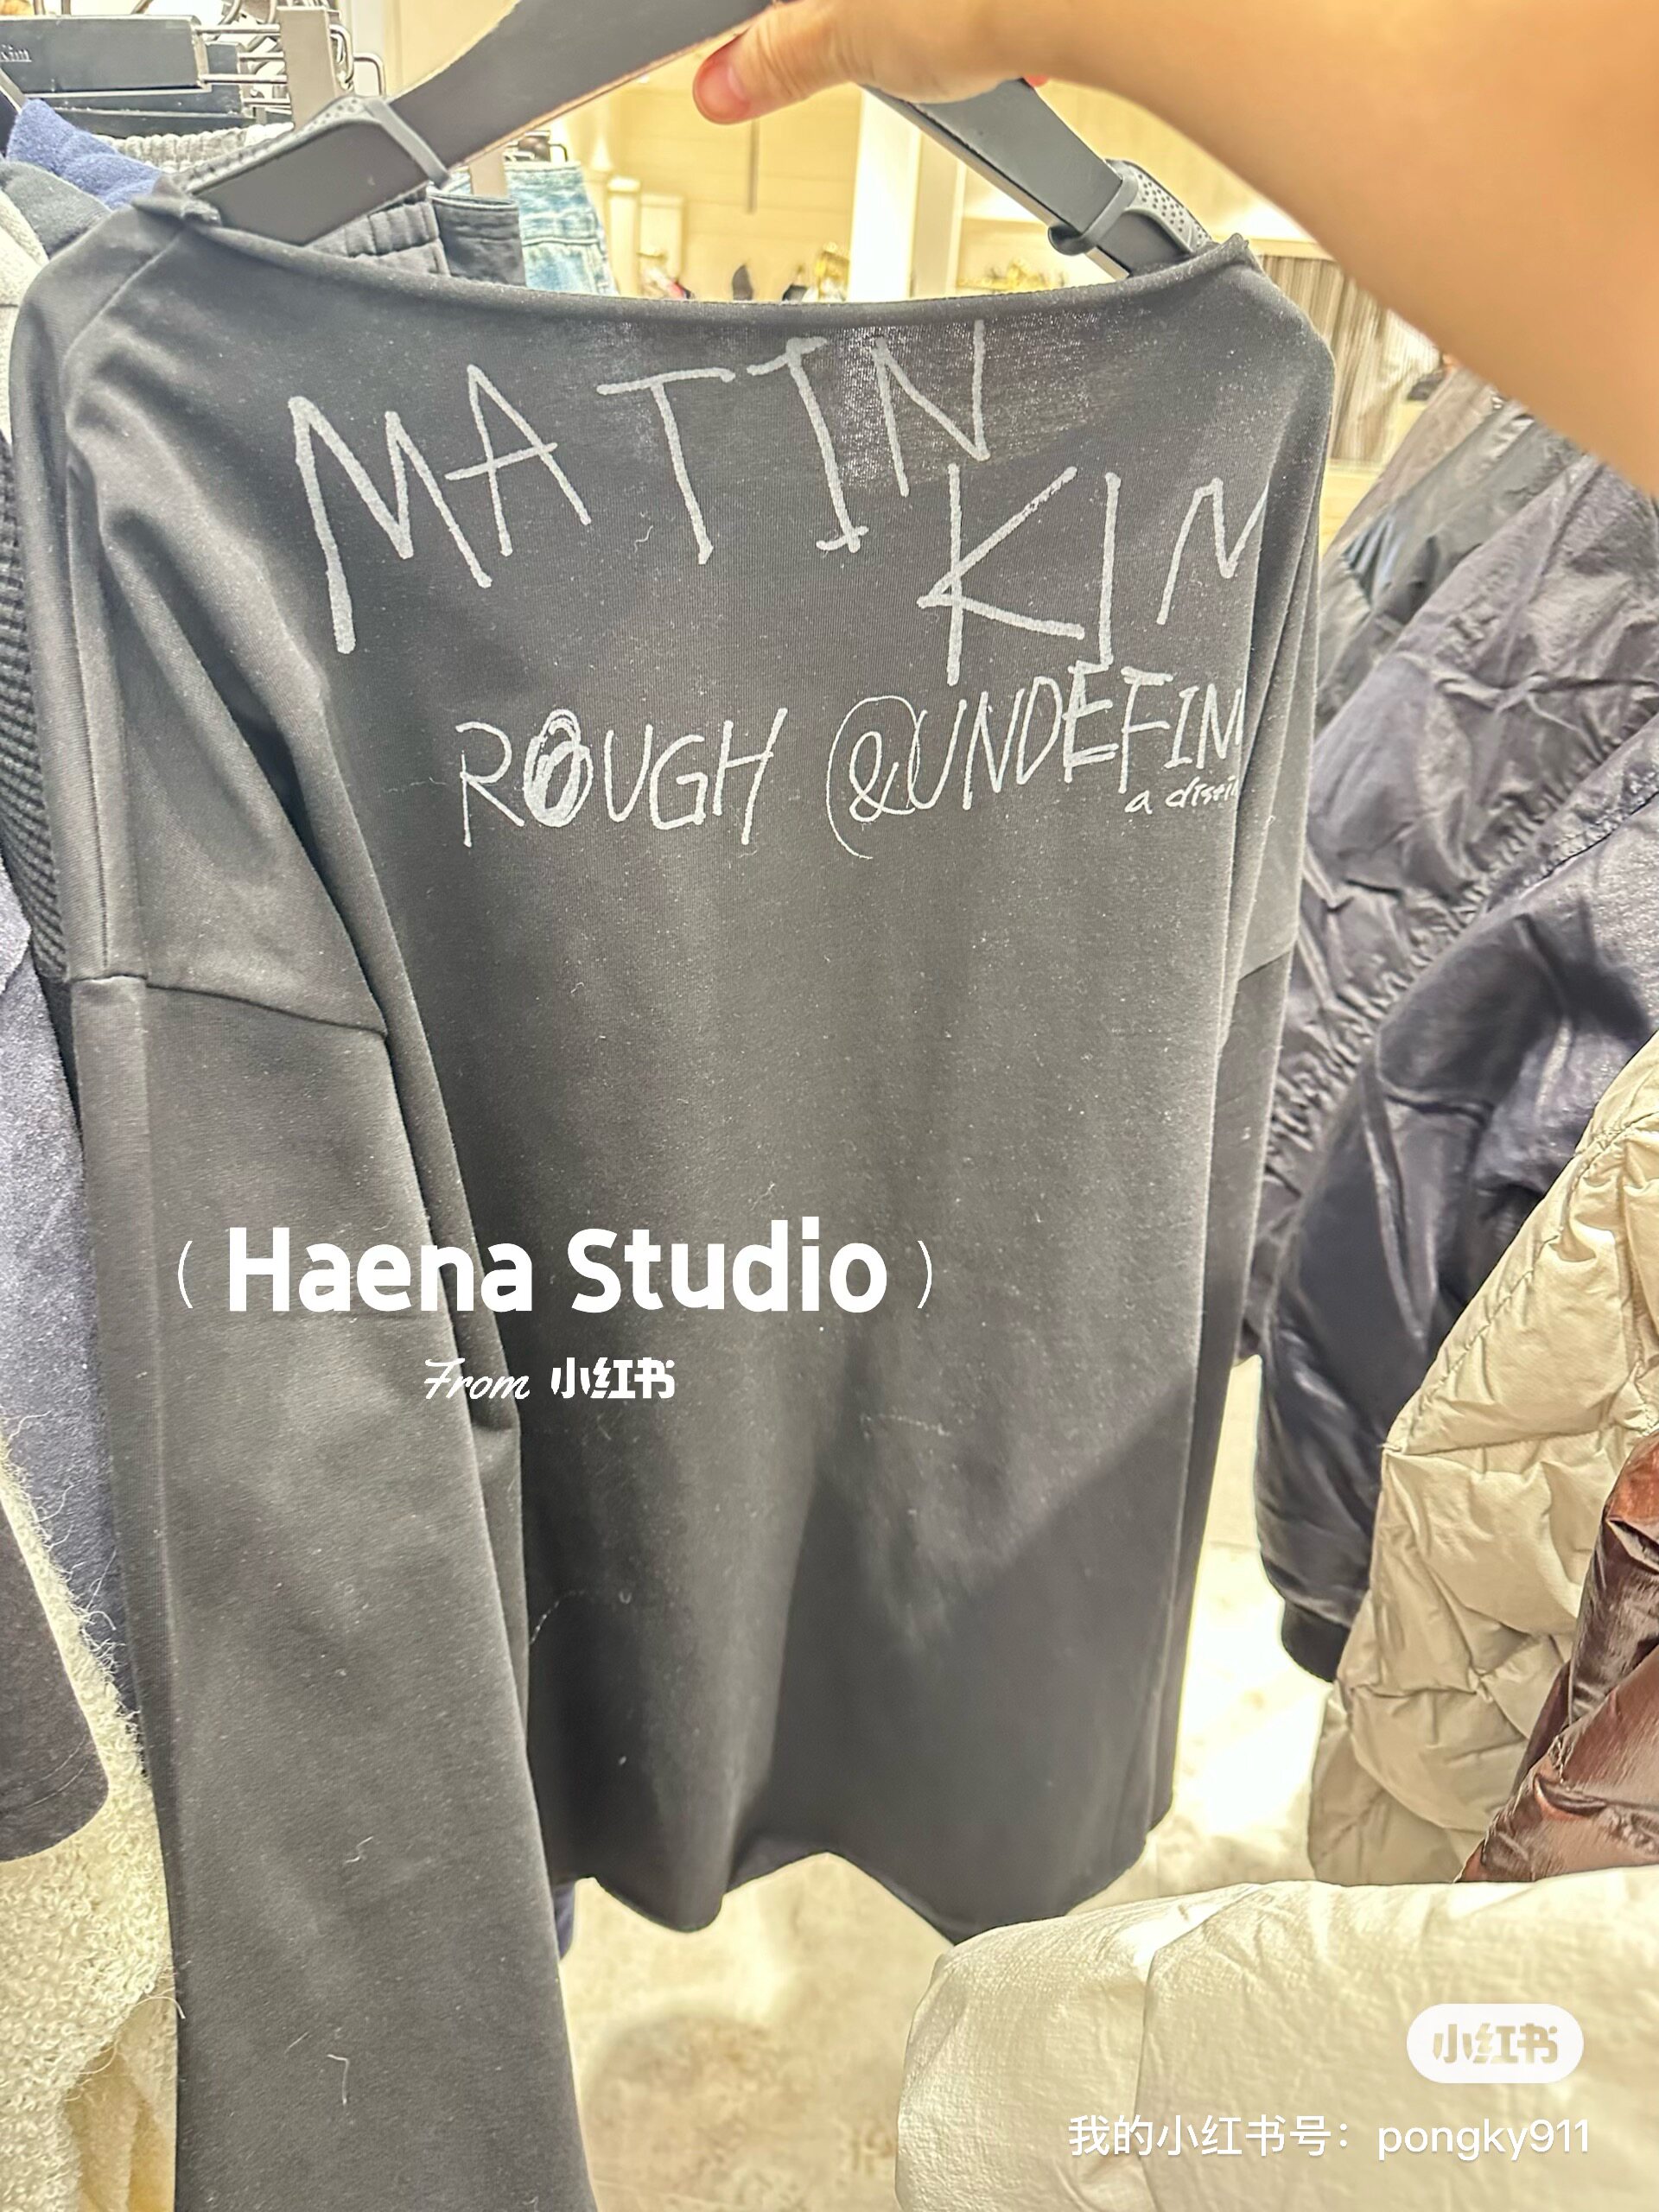 MATIN
KIM
ROUGH & UNDEFIN
a
( Haena Studio )
From 小红书
小红书
我的小红书号：pongky911